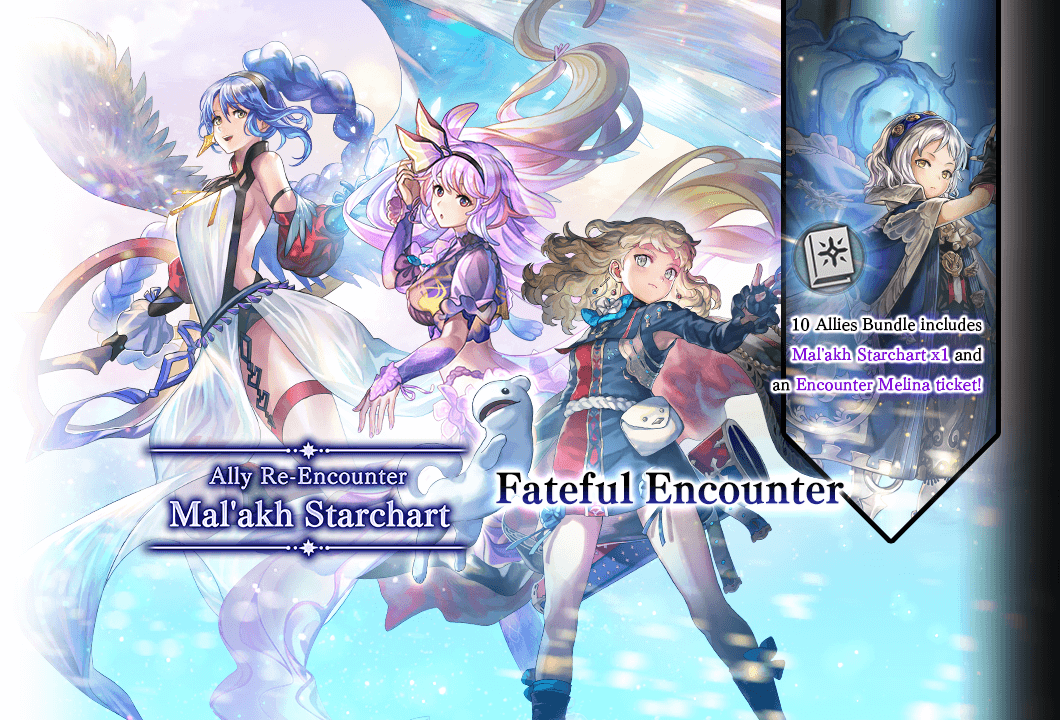 10 Allies Bundle includes
Mal'akh Starchart x1 and
an Encounter Melina ticket!
Ally Re-Encounter
Mal'akh Starchart
Fateful Encounter